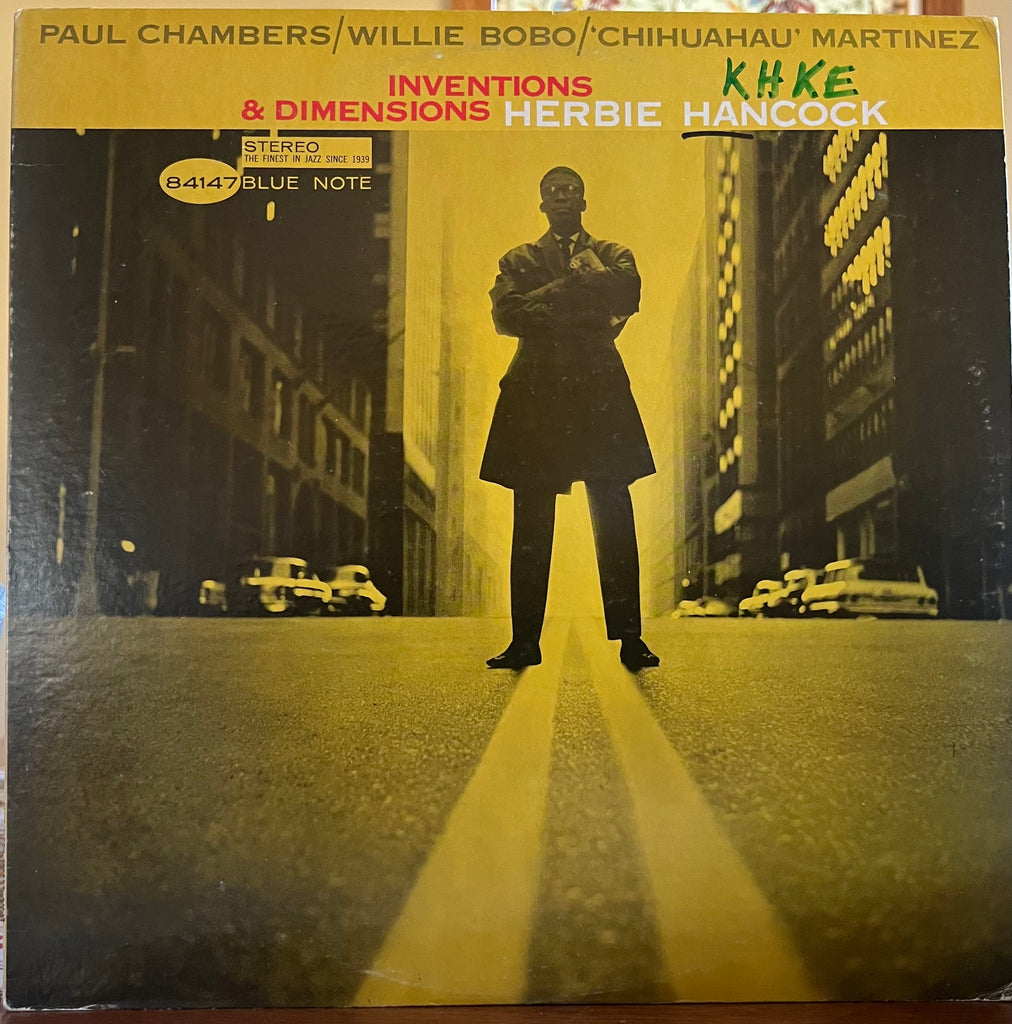 PAUL CHAMBERS/WILLIE BOBO/'CHIHUAHAU' MARTINEZ
KHKE
INVENTIONS
& DIMENSIONS HERBIE HANCOCK
STEREO
THE FINEST IN JAZZ SINCE 1939
84147 BLUE NOTE